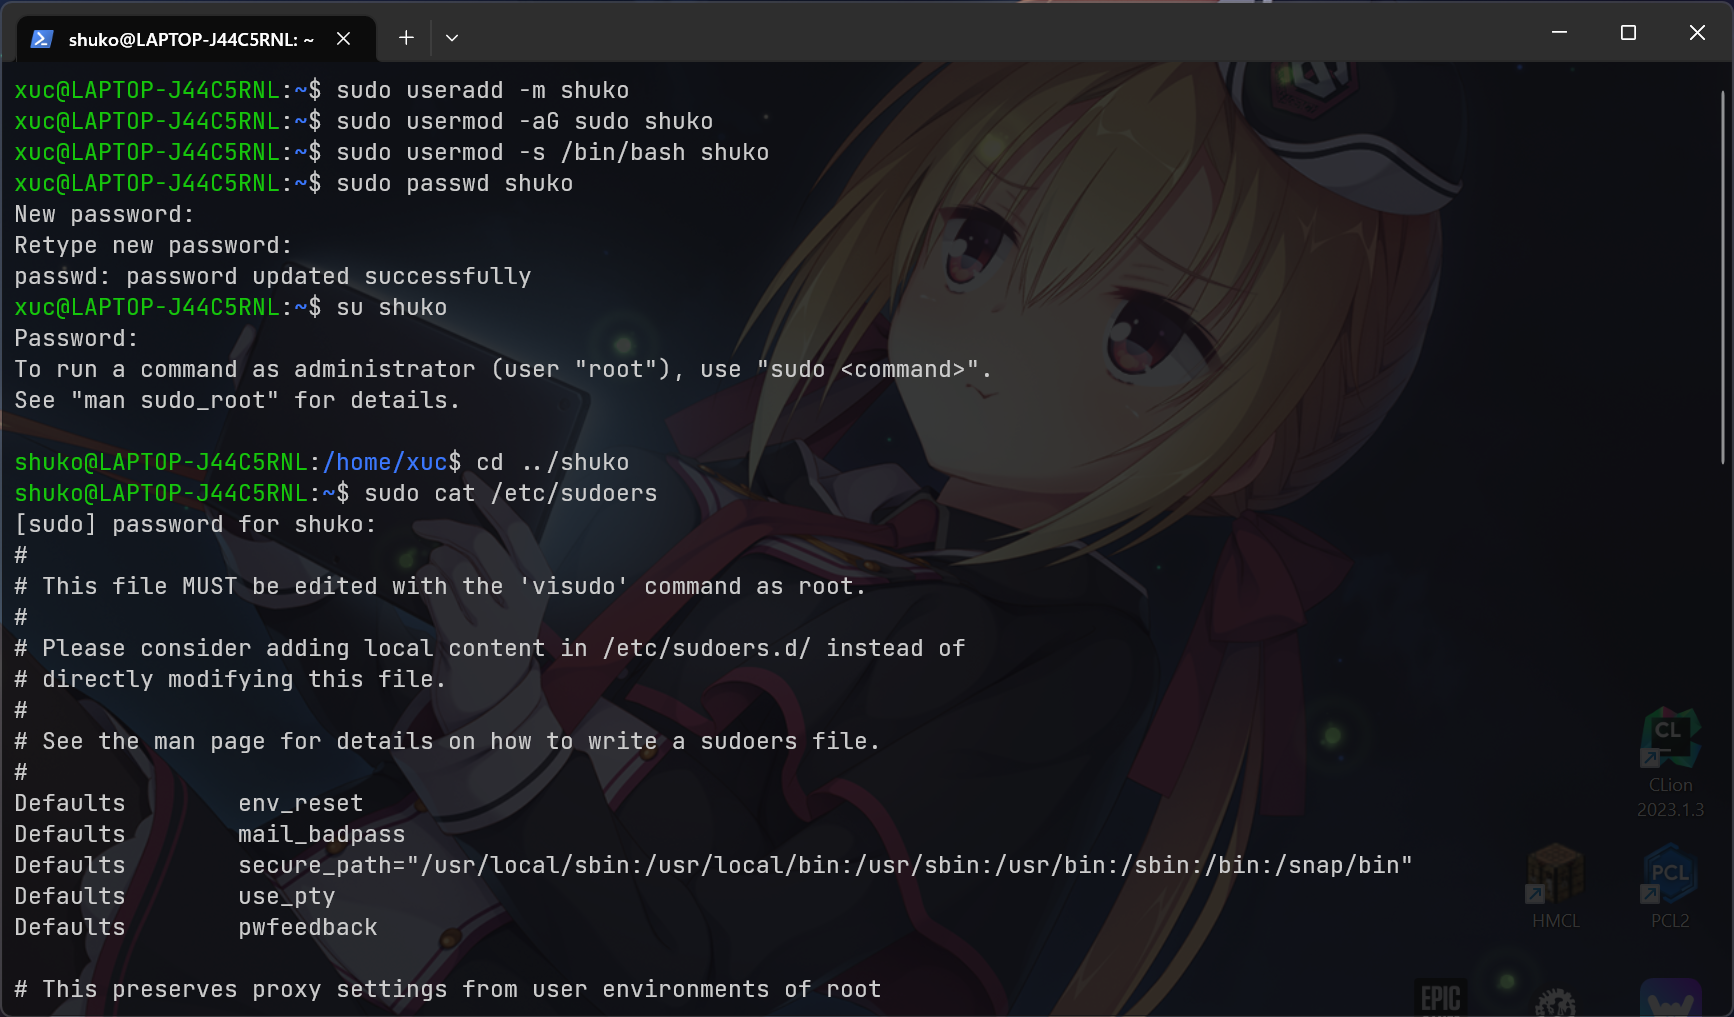 shuko@LAPTOP-J44C5RNL: ~
xuc@LAPTOP-J44C5RNL:~$ sudo useradd -m shuko
xuc@LAPTOP-J44C5RNL:~$ sudo usermod -aG sudo shuko
xuc@LAPTOP-J44C5RNL:~$ sudo usermod -s /bin/bash shuko
xuc@LAPTOP-J44C5RNL:~$ sudo passwd shuko
New password:
Retype new password:
passwd: password updated successfully
xuc@LAPTOP-J44C5RNL:~$ su shuko
Password:
To run a command as administrator (user "root"), use "sudo <command>".
See "man sudo_root" for details.
shuko@LAPTOP-J44C5RNL:/home/xuc$ cd ../shuko
shuko@LAPTOP-J44C5RNL:~$ sudo cat /etc/sudoers
[sudo] password for shuko:
#
# This file MUST be edited with the 'visudo' command as root.
#
# Please consider adding local content in /etc/sudoers.d/ instead of
# directly modifying this file.
#
# See the man page for details on how to write a sudoers file.
#
Defaults        env_reset
Defaults        mail_badpass
Defaults        secure_path="/usr/local/sbin:/usr/local/bin:/usr/sbin:/usr/bin:/sbin:/bin:/snap/bin"
Defaults        use_pty
Defaults        pwfeedback
# This preserves proxy settings from user environments of root
CL
CLion
2023.1.3
PCL
HMCL
PCL2
EPIC